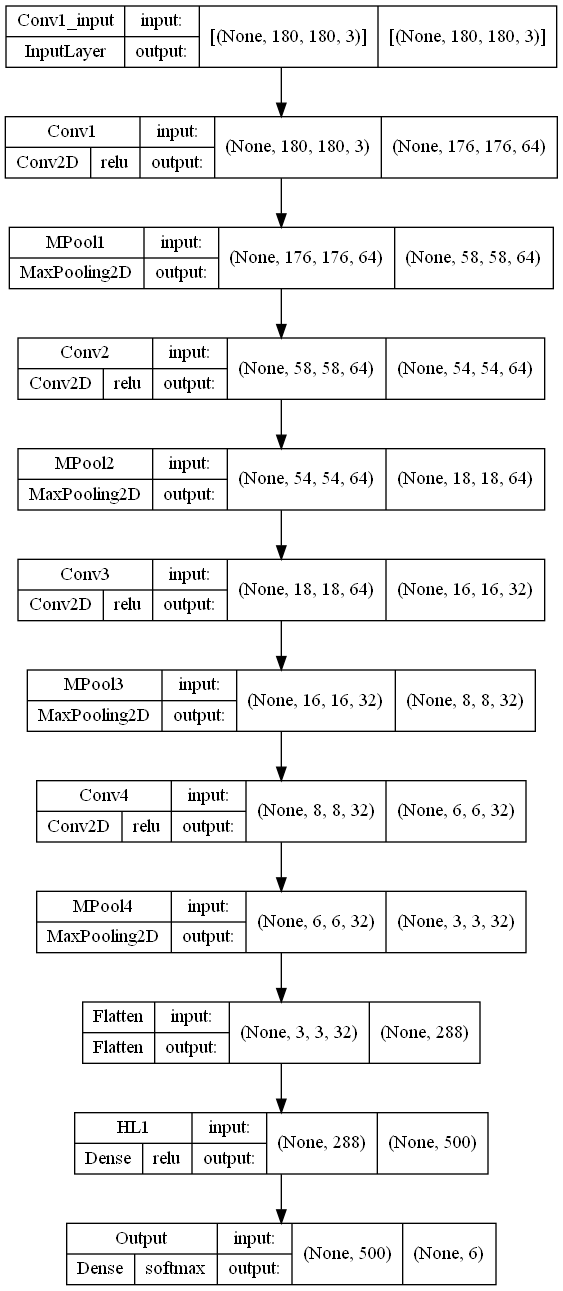 Conv1_input input: [(None, 180, 180, 3)] [(None, 180, 180, 3)]
InputLayer output:
Conv1 input: (None, 180, 180, 3) (None, 176, 176, 64)
Conv2D relu output:
MPool1 input: (None, 176, 176, 64) (None, 58, 58, 64)
MaxPooling2D output:
Conv2 input: (None, 58, 58, 64) (None, 54, 54, 64)
Conv2D relu output:
MPool2 input: (None, 54, 54, 64) (None, 18, 18, 64)
MaxPooling2D output:
Conv3 input: (None, 18, 18, 64) (None, 16, 16, 32)
Conv2D relu output:
MPool3 input: (None, 16, 16, 32) (None, 8, 8, 32)
MaxPooling2D output:
Conv4 input: (None, 8, 8, 32) (None, 6, 6, 32)
Conv2D relu output:
MPool4 input: (None, 6, 6, 32) (None, 3, 3, 32)
MaxPooling2D output:
Flatten input: (None, 3, 3, 32) (None, 288)
Flatten output:
HL1 input: (None, 288) (None, 500)
Dense relu output:
Output input: (None, 500) (None, 6)
Dense softmax output: